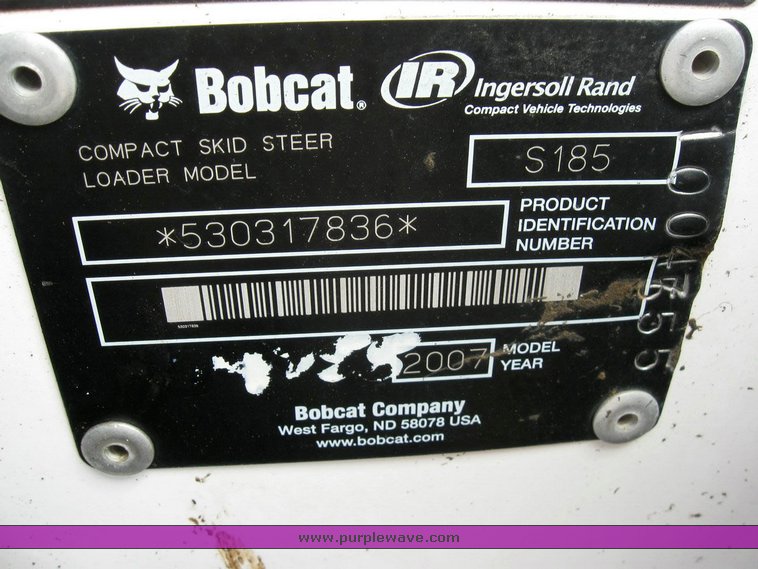 Bobcat®
IR Ingersoll Rand
Compact Vehicle Technologies
COMPACT SKID STEER
LOADER MODEL
S185
*530317836*
PRODUCT
IDENTIFICATION
NUMBER
530317836
2007
MODEL
YEAR
Bobcat Company
West Fargo, ND 58078 USA
www.bobcat.com
www.purplewave.com